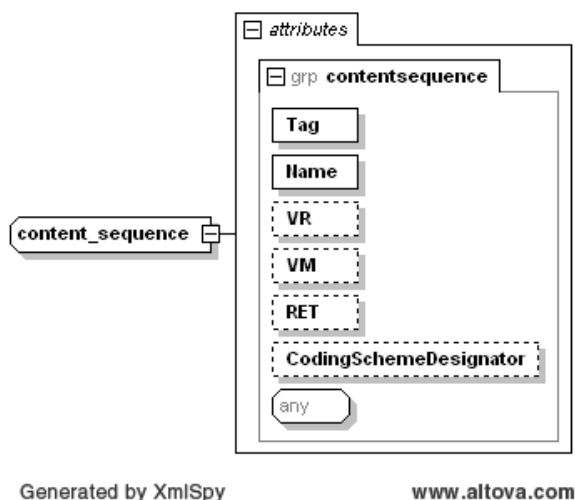 attributes
grp contentsequence
Tag
Name
VR
content_sequence
VM
RET
CodingSchemeDesignator
any
Generated by XmlSpy
www.altova.com